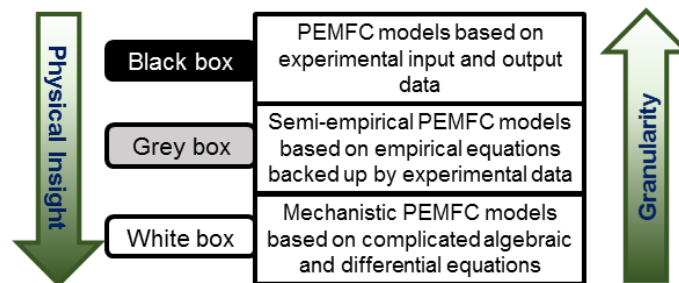 Physical Insight
Black box
PEMFC models based on
experimental input and output
data
Grey box
Semi-empirical PEMFC models
based on empirical equations
backed up by experimental data
White box
Mechanistic PEMFC models
based on complicated algebraic
and differential equations
Granularity